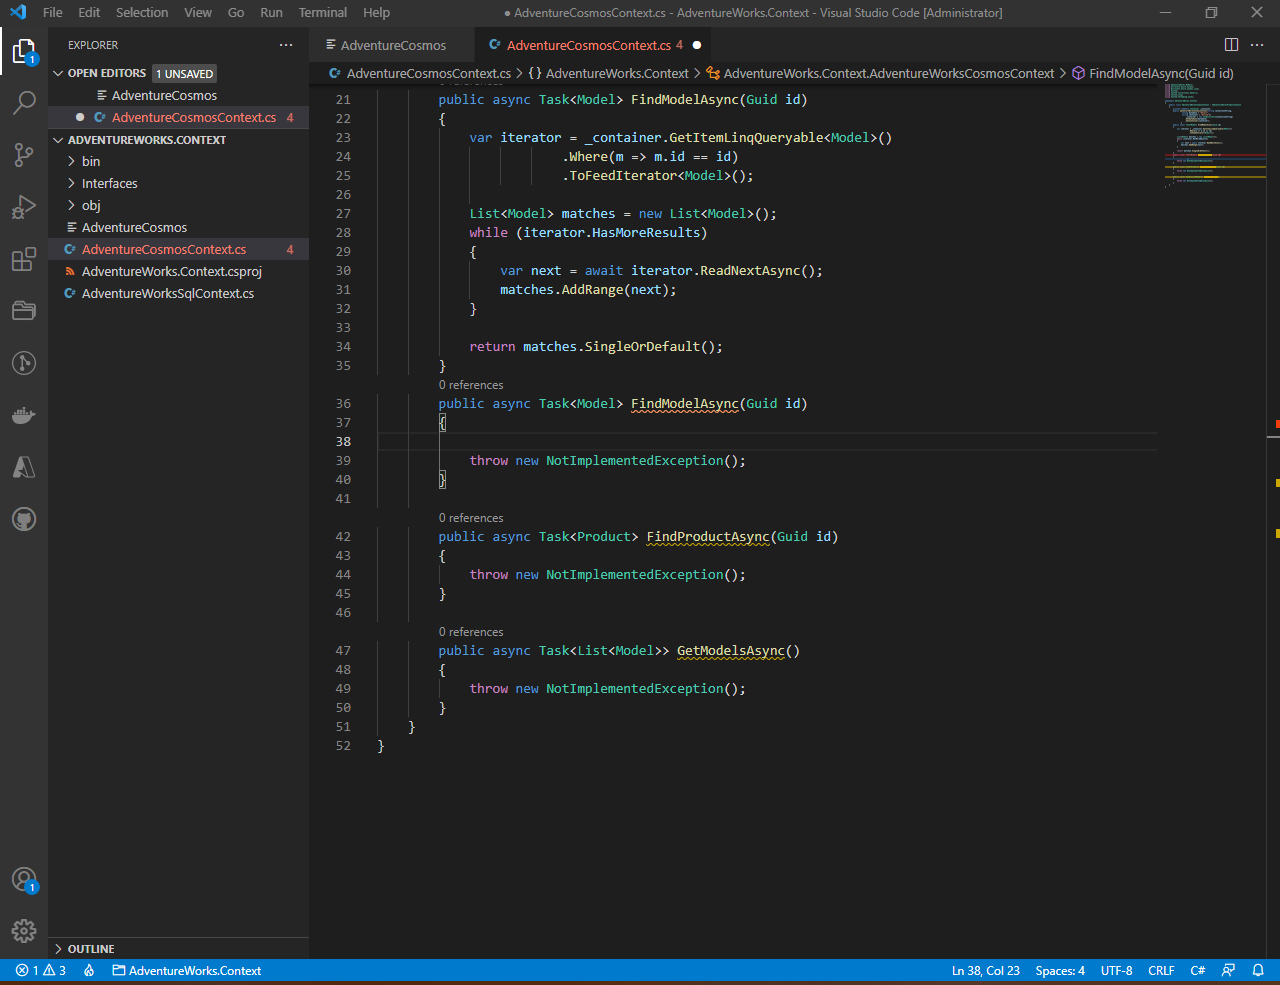 File Edit Selection View Go Run Terminal Help
● AdventureCosmosContext.cs - AdventureWorks.Context - Visual Studio Code [Administrator]
EXPLORER
OPEN EDITORS 1 UNSAVED
AdventureCosmos
AdventureCosmosContext.cs 4
ADVENTUREWORKS.CONTEXT
bin
Interfaces
obj
AdventureCosmos
AdventureCosmosContext.cs 4
AdventureWorks.Context.csproj
AdventureWorksSqlContext.cs
OUTLINE
1
1
AdventureCosmos
AdventureCosmosContext.cs 4
AdventureCosmosContext.cs > {} AdventureWorks.Context > AdventureWorks.Context.AdventureWorksCosmosContext > FindModelAsync(Guid id)
21 public async Task<Model> FindModelAsync(Guid id)
22 {
23 var iterator = _container.GetItemLinqQueryable<Model>()
24 .Where(m => m.id == id)
25 .ToFeedIterator<Model>();
26
27 List<Model> matches = new List<Model>();
28 while (iterator.HasMoreResults)
29 {
30 var next = await iterator.ReadNextAsync();
31 matches.AddRange(next);
32 }
33
34 return matches.SingleOrDefault();
35 }
0 references
36 public async Task<Model> FindModelAsync(Guid id)
37 {
38
39 throw new NotImplementedException();
40 }
41
0 references
42 public async Task<Product> FindProductAsync(Guid id)
43 {
44 throw new NotImplementedException();
45 }
46
0 references
47 public async Task<List<Model>> GetModelsAsync()
48 {
49 throw new NotImplementedException();
50 }
51 }
52 }
1 3 AdventureWorks.Context
Ln 38, Col 23 Spaces: 4 UTF-8 CRLF C#